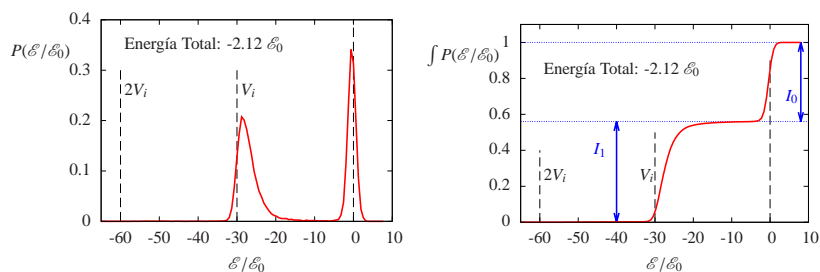 P(ℰ/ℰ0)
Energía Total: -2.12 ℰ0
2Vi
Vi
0.4
0.3
0.2
0.1
0
-60 -50 -40 -30 -20 -10 0 10
ℰ/ℰ0
∫ P(ℰ/ℰ0)
Energía Total: -2.12 ℰ0
I0
I1
2Vi
Vi
1
0.8
0.6
0.4
0.2
0
-60 -50 -40 -30 -20 -10 0 10
ℰ/ℰ0